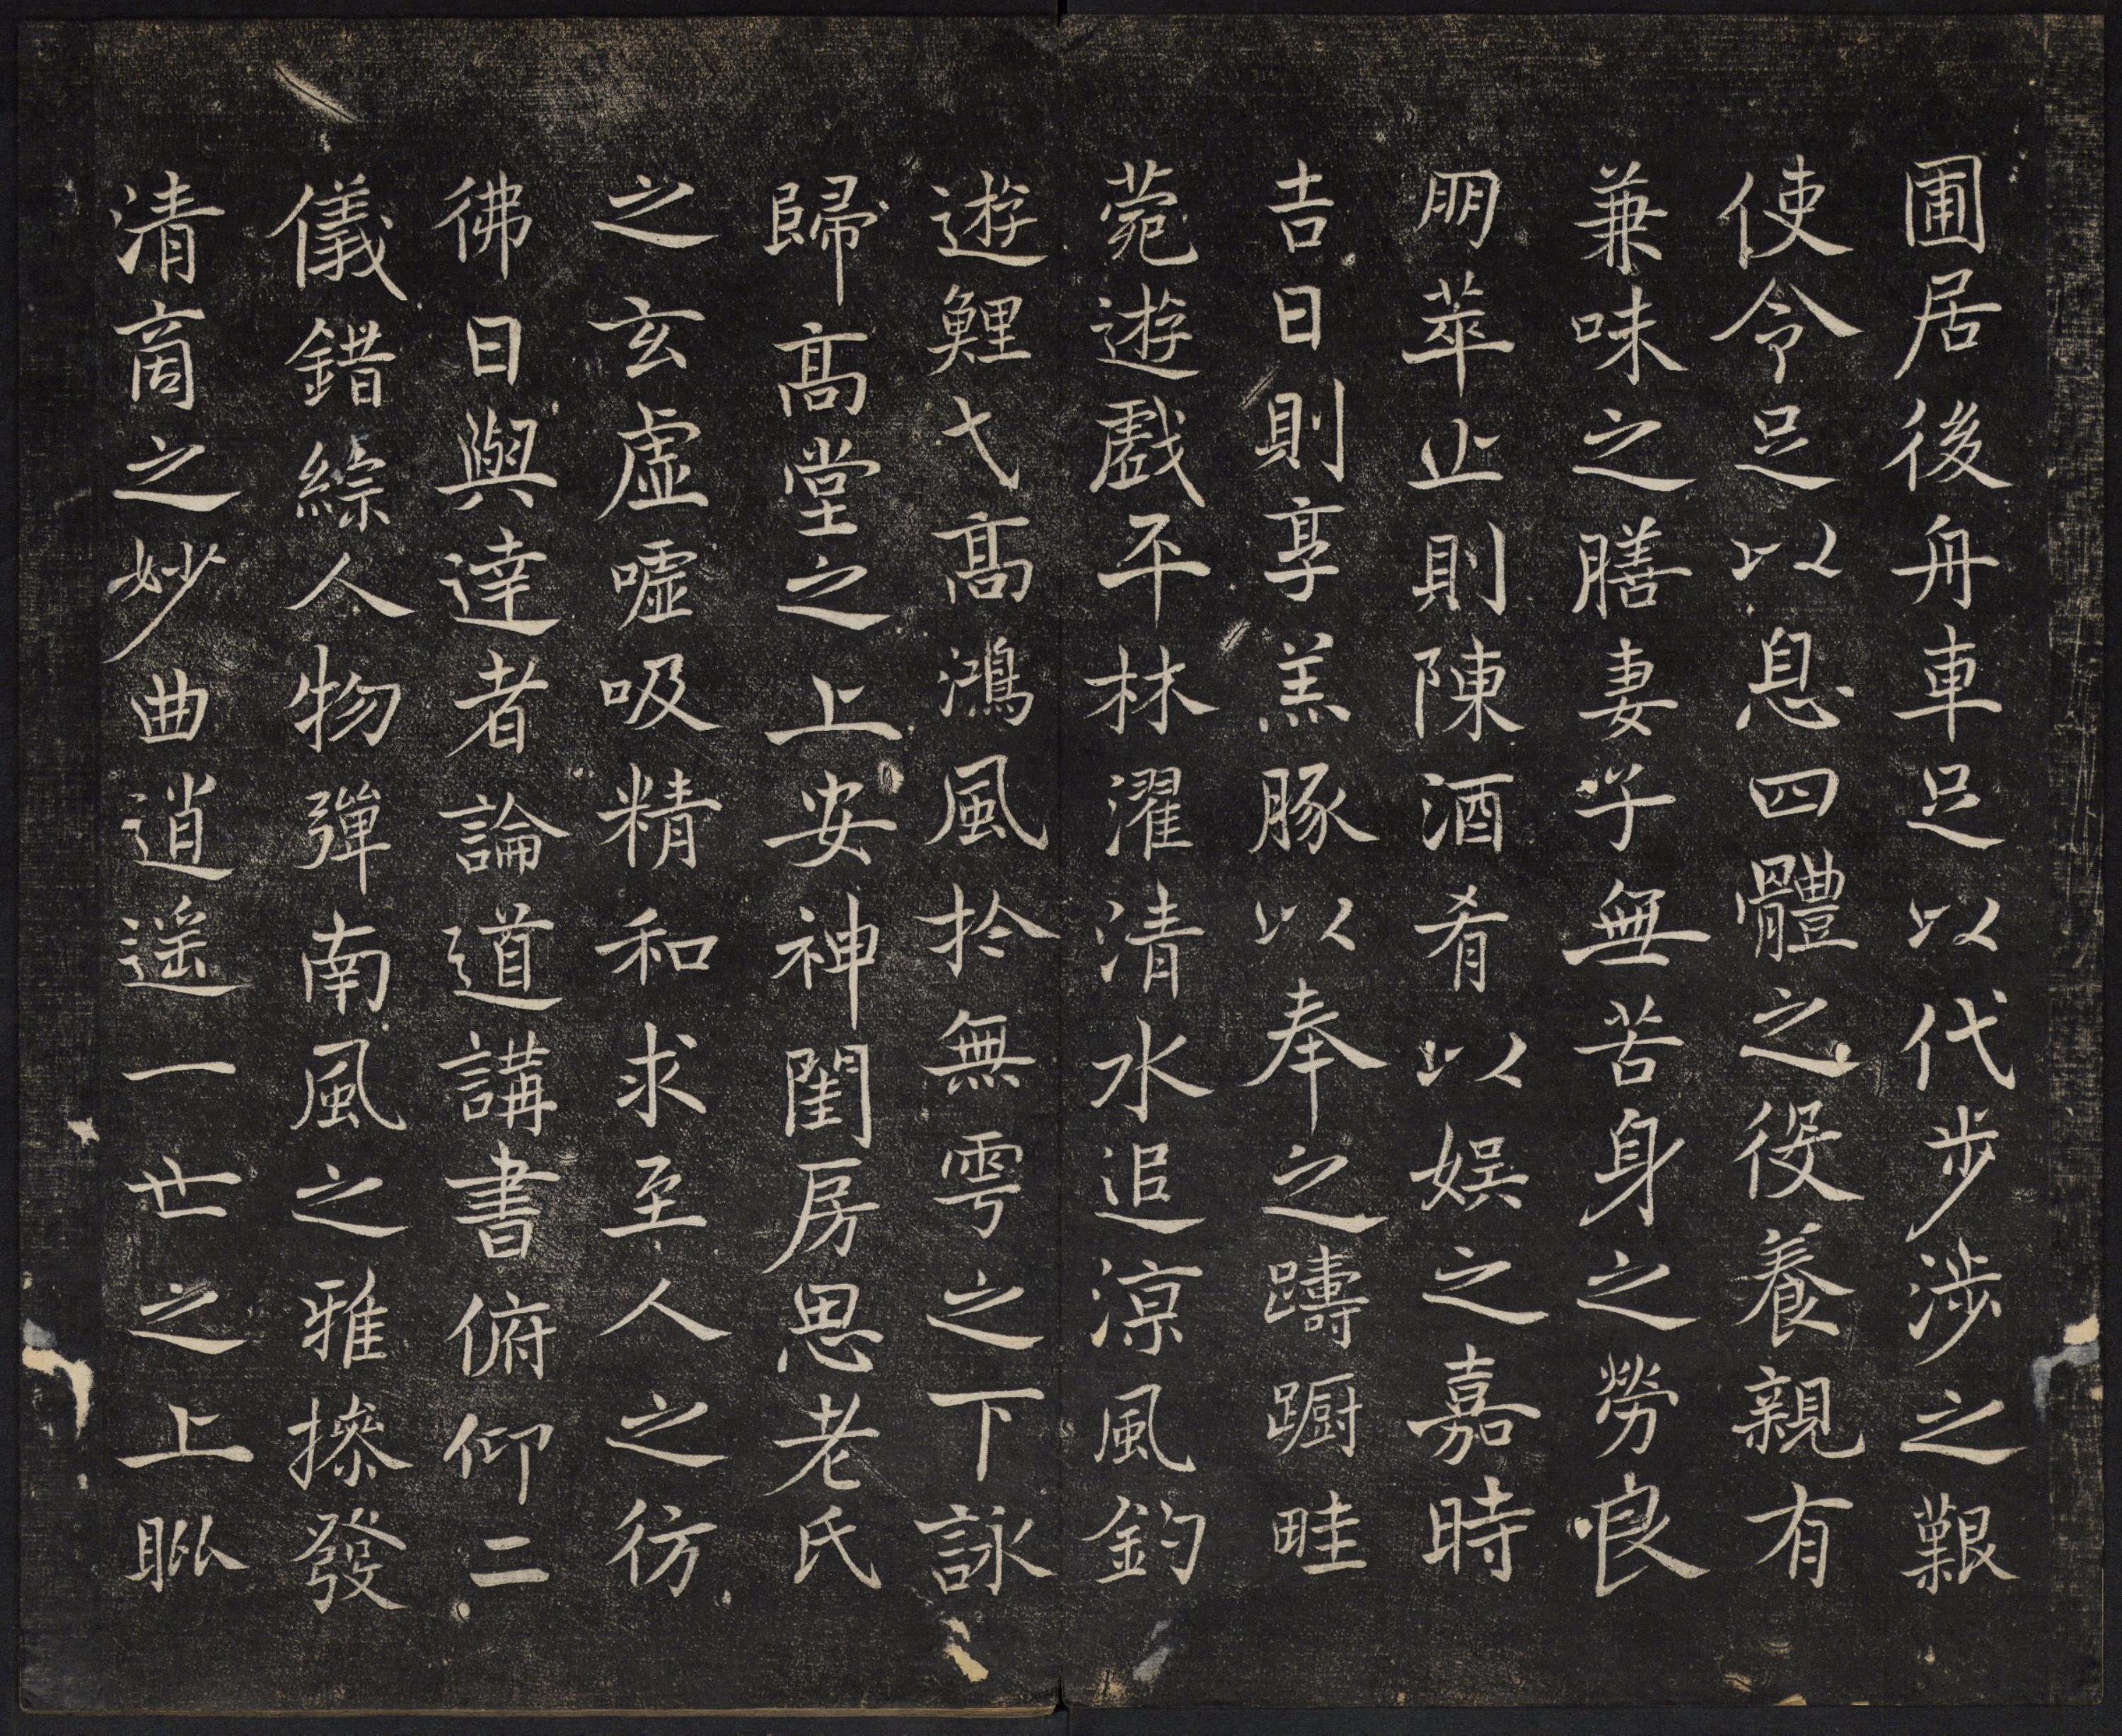 圃居後舟車足以代步涉之艱
使令足以息四體之役養親有
兼味之膳妻孥無苦身之勞良
朋萃止則陳酒肴以娛之嘉時
吉日則享羔豚以奉之躊躕畦
菀遊戲平林濯清水追涼風釣
遊鯉弋高鴻風於無雩之下詠
歸高堂之上安神閨房思老氏
之玄虛噓吸精和求至人之彷
彿日與達者論道講書俯仰二
儀錯綜人物彈南風之雅操發
清商之妙曲逍遥一世之上睨